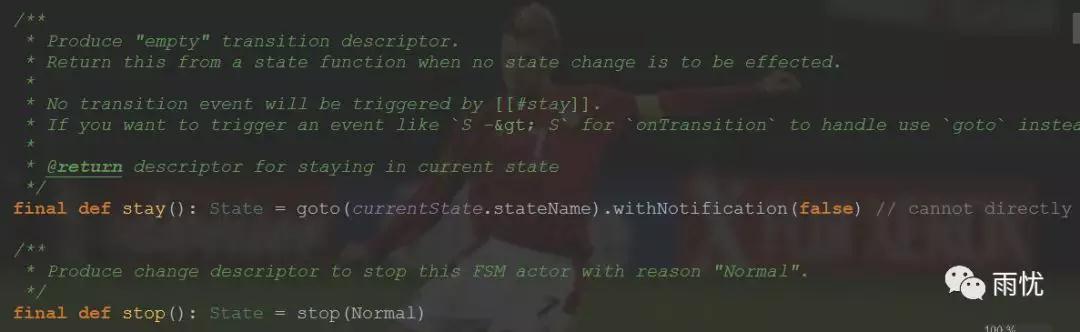 /**
* Produce "empty" transition descriptor.
* Return this from a state function when no state change is to be effected.
*
* No transition event will be triggered by [[#stay]].
* If you want to trigger an event like `S -&gt; S` for `onTransition` to handle use `goto` instea
*
* @return descriptor for staying in current state
*/
final def stay(): State = goto(currentState.stateName).withNotification(false) // cannot directly
/**
* Produce change descriptor to stop this FSM actor with reason "Normal".
*/
final def stop(): State = stop(Normal)
雨忧
100 %